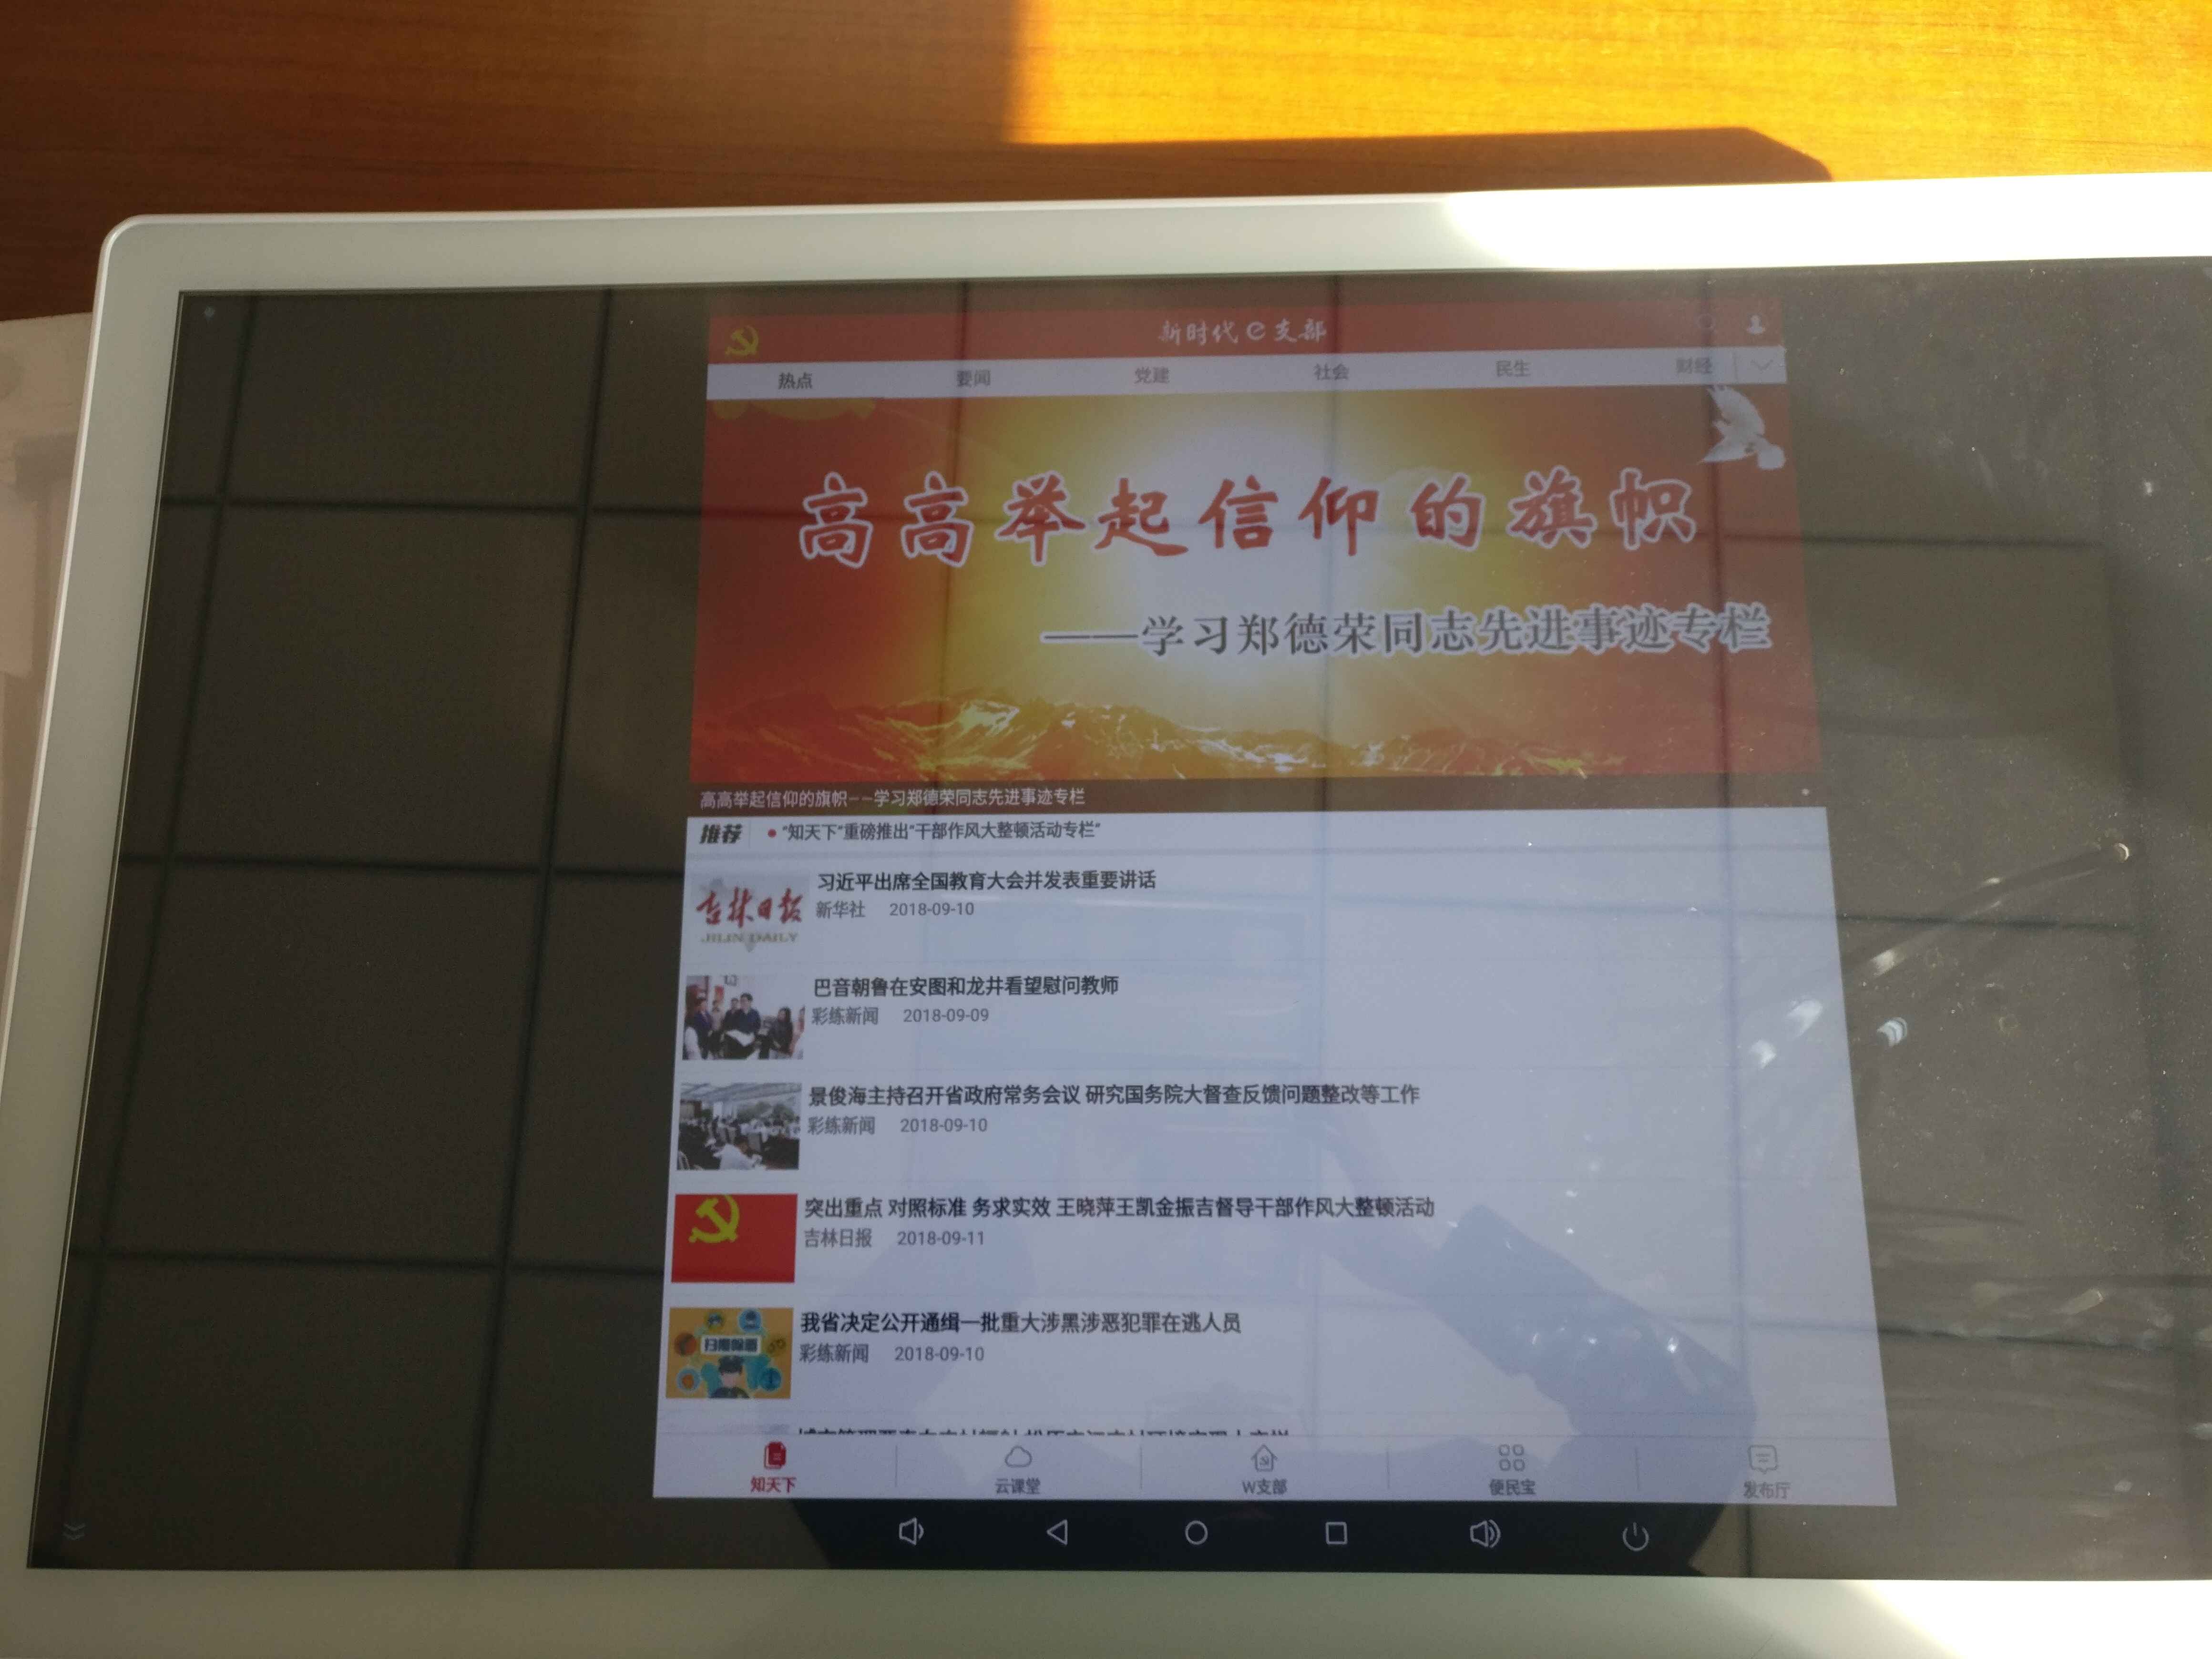 新时代e支部
热点 要闻 党建 社会 民生 财经
高高举起信仰的旗帜
——学习郑德荣同志先进事迹专栏
高高举起信仰的旗帜——学习郑德荣同志先进事迹专栏
推荐 •“知天下”重磅推出“干部作风大整顿活动专栏”
吉林日报
JILIN DAILY
习近平出席全国教育大会并发表重要讲话
新华社 2018-09-10
巴音朝鲁在安图和龙井看望慰问教师
彩练新闻 2018-09-09
景俊海主持召开省政府常务会议 研究国务院大督查反馈问题整改等工作
彩练新闻 2018-09-10
突出重点 对照标准 务求实效 王晓萍王凯金振吉督导干部作风大整顿活动
吉林日报 2018-09-11
扫黑除恶
我省决定公开通缉一批重大涉黑涉恶犯罪在逃人员
彩练新闻 2018-09-10
知天下 云课堂 W支部 便民宝 发布厅